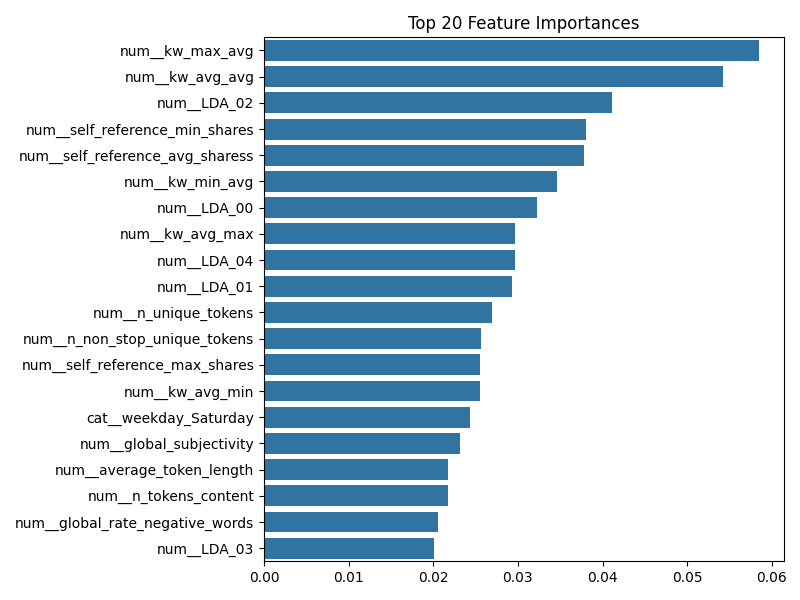 Top 20 Feature Importances
num__kw_max_avg
num__kw_avg_avg
num__LDA_02
num__self_reference_min_shares
num__self_reference_avg_sharess
num__kw_min_avg
num__LDA_00
num__kw_avg_max
num__LDA_04
num__LDA_01
num__n_unique_tokens
num__n_non_stop_unique_tokens
num__self_reference_max_shares
num__kw_avg_min
cat__weekday_Saturday
num__global_subjectivity
num__average_token_length
num__n_tokens_content
num__global_rate_negative_words
num__LDA_03
0.00 0.01 0.02 0.03 0.04 0.05 0.06